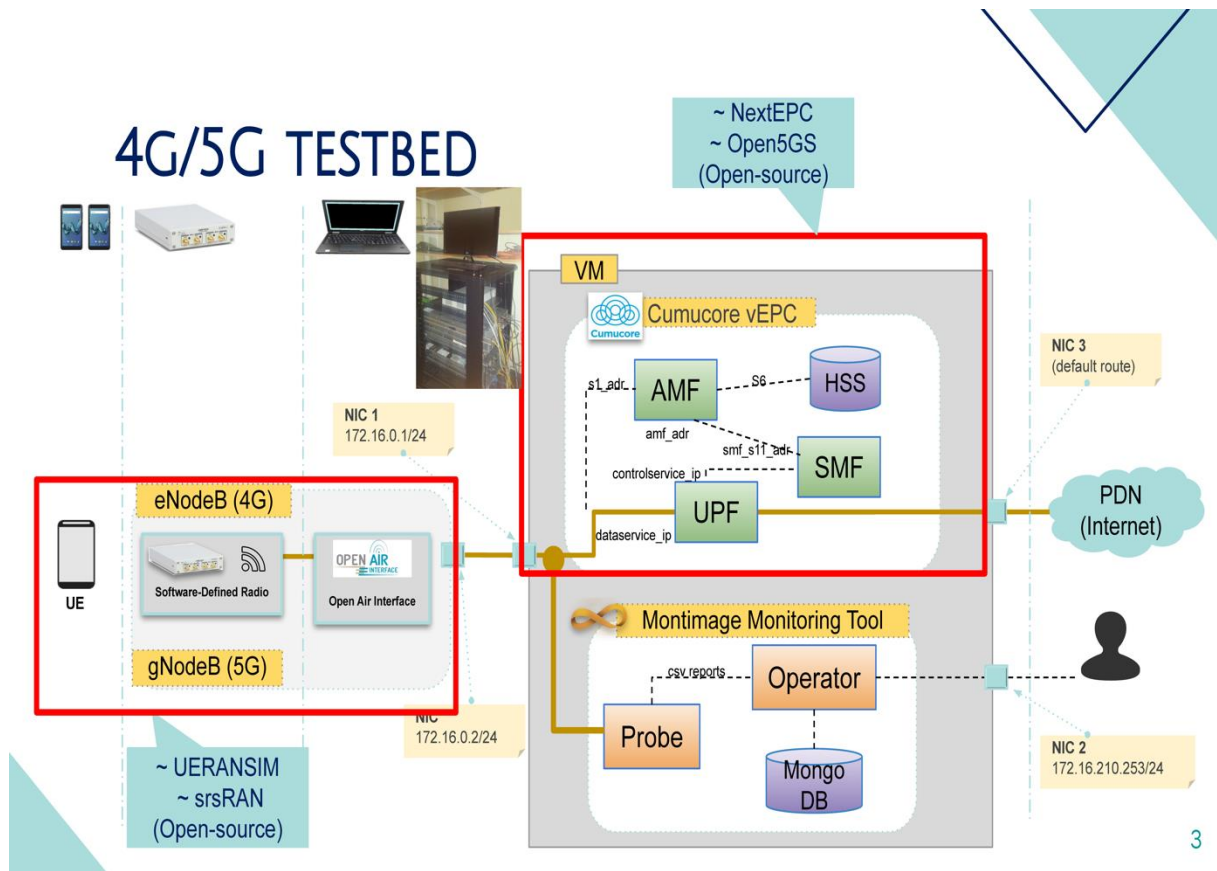 4G/5G TESTBED
~ NextEPC
~ Open5GS
(Open-source)
VM
Cumucore
Cumucore vEPC
s1_adr
AMF
S6
HSS
amf_adr
smf_s11_adr
SMF
controlservice_ip
UPF
dataservice_ip
NIC 1
172.16.0.1/24
NIC 3
(default route)
PDN
(Internet)
eNodeB (4G)
UE
Software-Defined Radio
OPEN AIR
INTERFACE
Open Air Interface
gNodeB (5G)
NIC
172.16.0.2/24
~ UERANSIM
~ srsRAN
(Open-source)
Montimage Monitoring Tool
csv reports
Operator
Probe
Mongo
DB
NIC 2
172.16.210.253/24
3